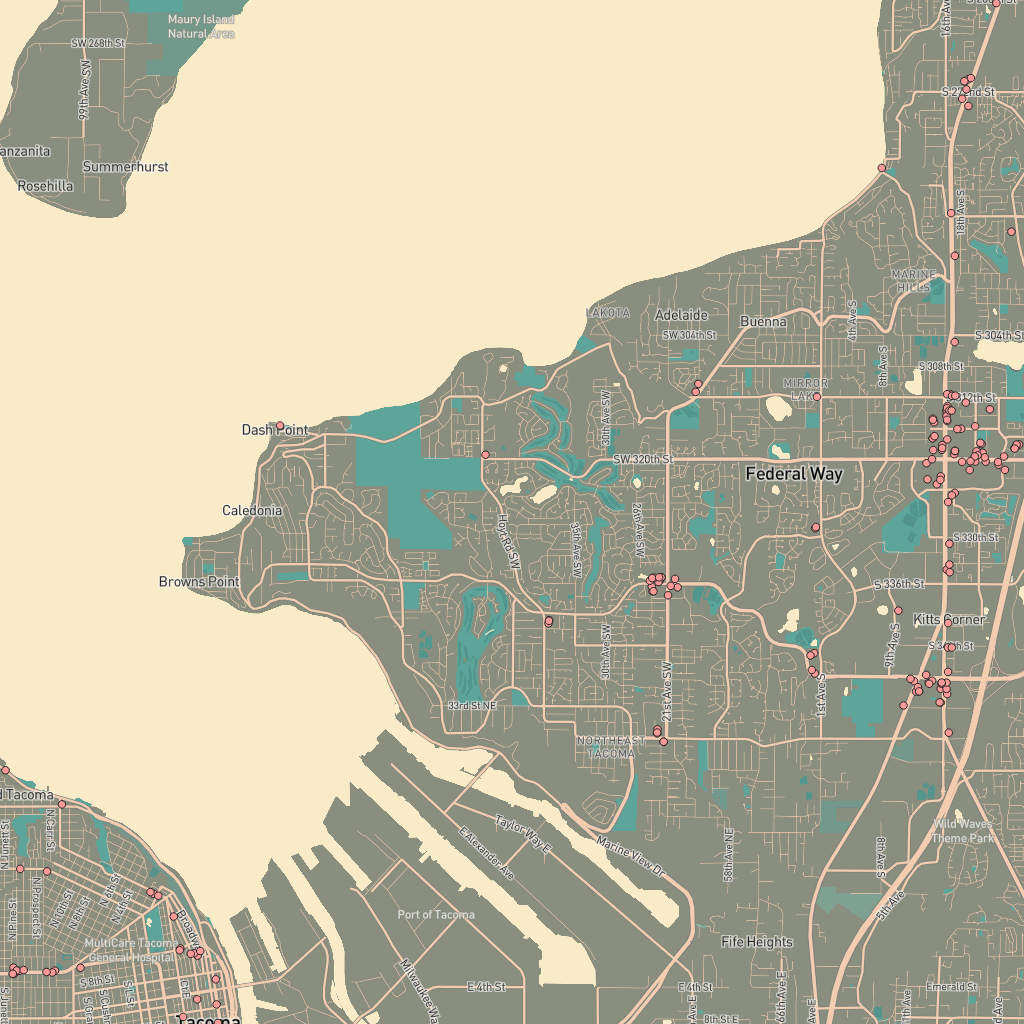 Maury Island
Natural Area
16th Ave
SW 268th St
99th Ave SW
S 272nd St
anzanita
Summerhurst
Rosehilla
18th Ave S
MARINE
HILLS
LAKOTA
Adelaide
Buenna
4th Ave S
SW 304th St
S 304th St
8th Ave S
S 308th St
MIRROR
LAKE
312th St
30th Ave SW
Dash Point
SW 320th St
Federal Way
Caledonia
Hoyt Rd SW
35th Ave SW
26th Ave SW
S 330th St
Browns Point
S 336th St
Kitts Corner
9th Ave S
30th Ave SW
21st Ave SW
1st Ave S
33rd St NE
NORTHEAST
TACOMA
d Tacoma
N Carr St
N Junett St
Taylor Way E
E Alexander Ave
Marine View Dr
58th Ave NE
8th Ave S
Wild Waves
Theme Park
N 6th St
N 4th St
N 10th St
N 8th St
N Prospect St
N Pine St
5th Ave
Port of Tacoma
Broadway
MultiCare Tacoma
General Hospital
Fife Heights
S 8th St
Milwaukee Wa
E 4th St
E 4th St
66th Ave E
Emerald St
8th St E
Tacoma